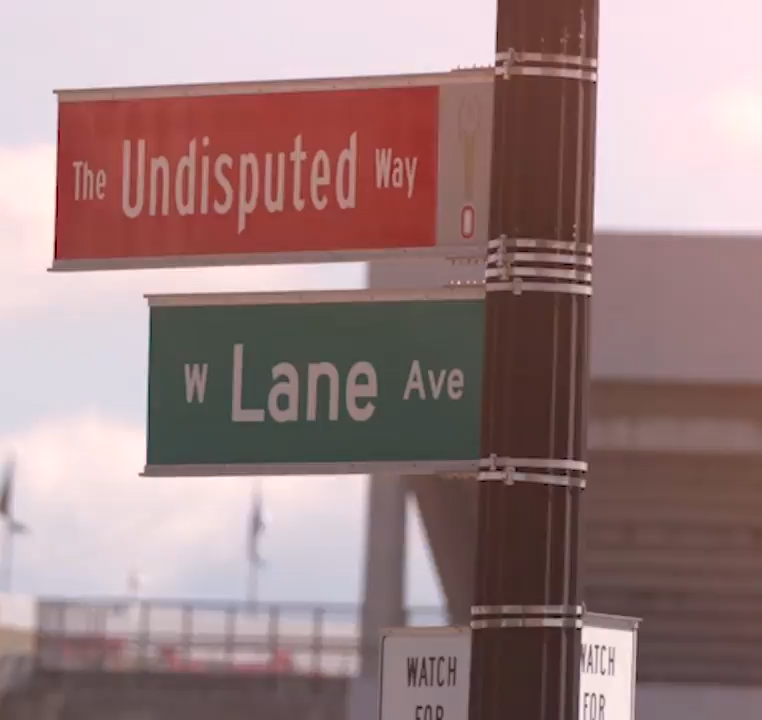 The Undisputed Way
O
W Lane Ave
WATCH
FOR
WATCH
FOR